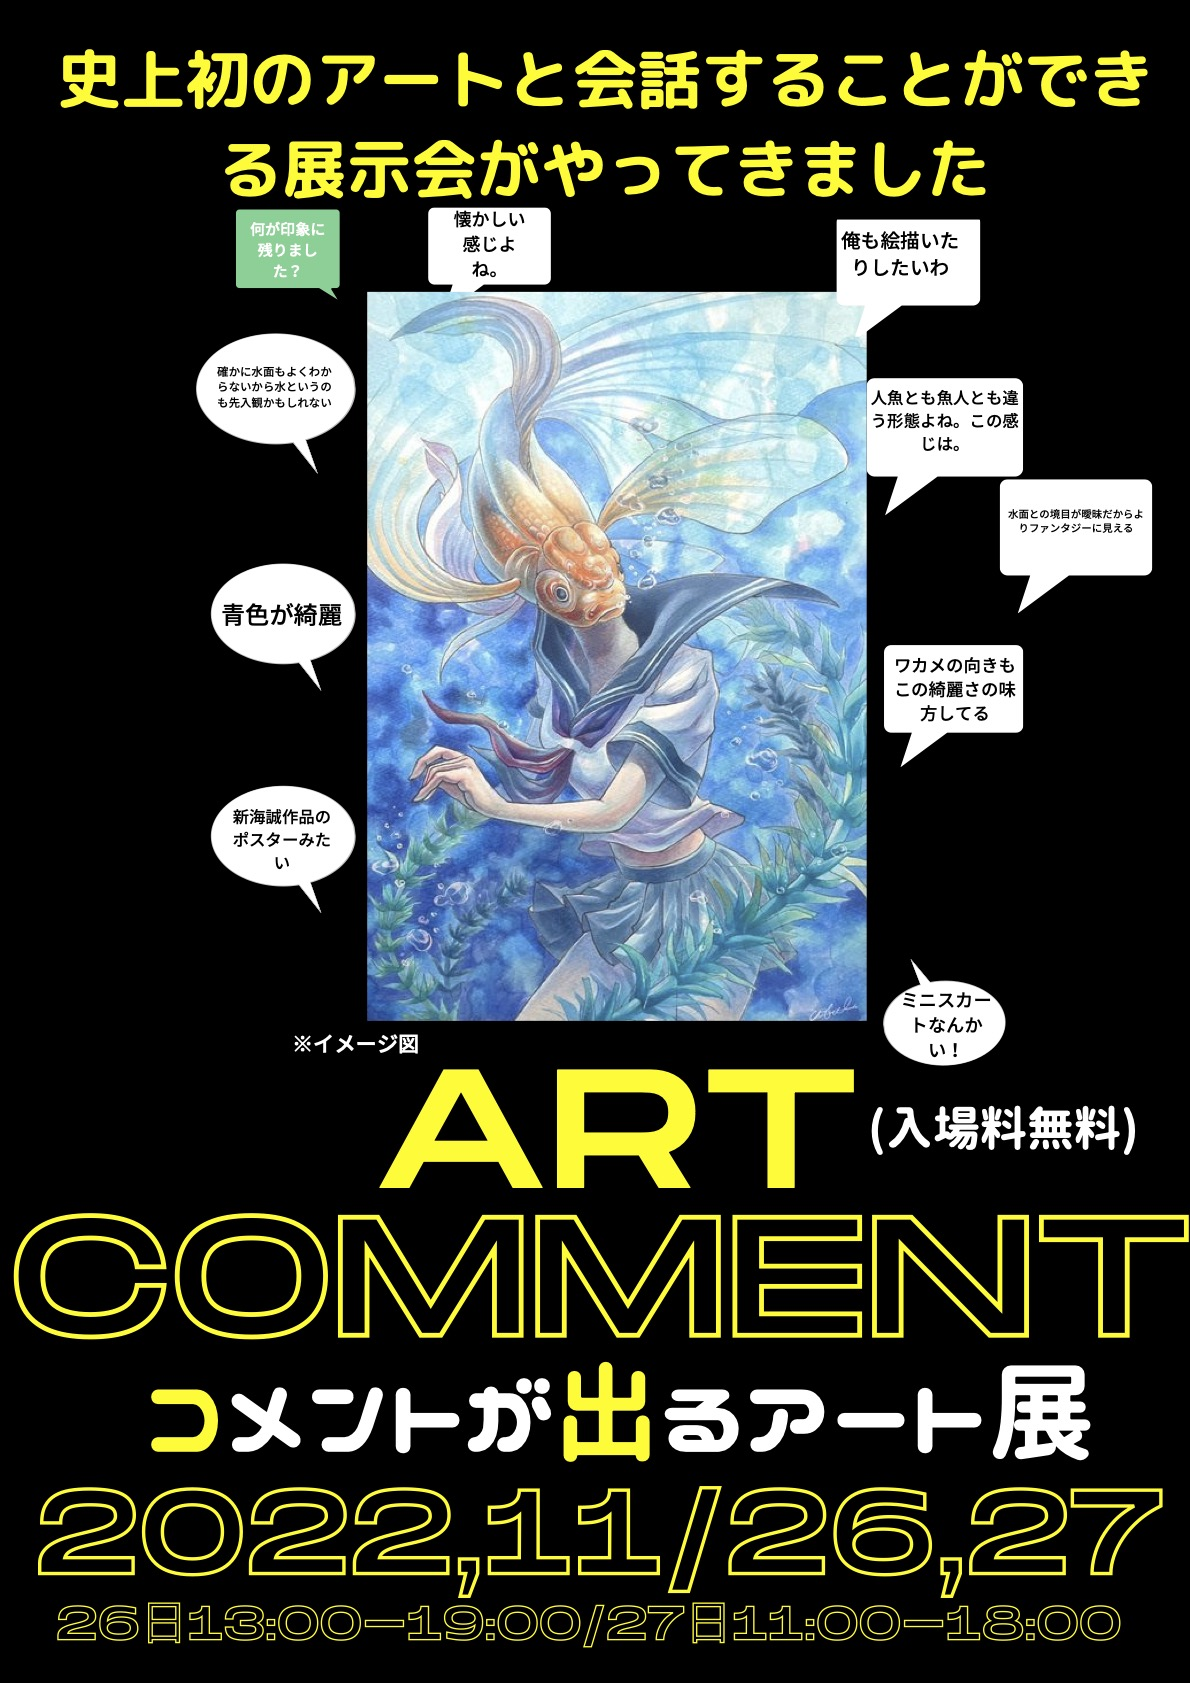 史上初のアートと会話することができ
る展示会がやってきました
何が印象に
残りまし
た？
懐かしい
感じよ
ね。
俺も絵描いた
りしたいわ
確かに水面もよくわか
らないから水というの
も先入観かもしれない
人魚とも魚人とも違
う形態よね。この感
じは。
水面との境目が曖昧だからよ
りファンタジーに見える
青色が綺麗
ワカメの向きも
この綺麗さの味
方してる
新海誠作品の
ポスターみた
い
ミニスカー
トなんか
い！
※イメージ図
ART
(入場料無料)
COMMENT
コメントが出るアート展
2022,11/26,27
26日13:00ー19:00/27日11:00ー18:00